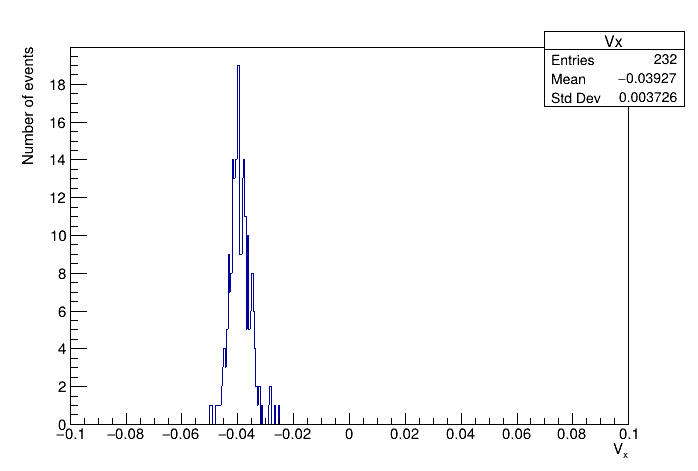 Vx
Entries 232
Mean −0.03927
Std Dev 0.003726
Number of events
18
16
14
12
10
8
6
4
2
0
−0.1 −0.08 −0.06 −0.04 −0.02 0 0.02 0.04 0.06 0.08 0.1
Vx